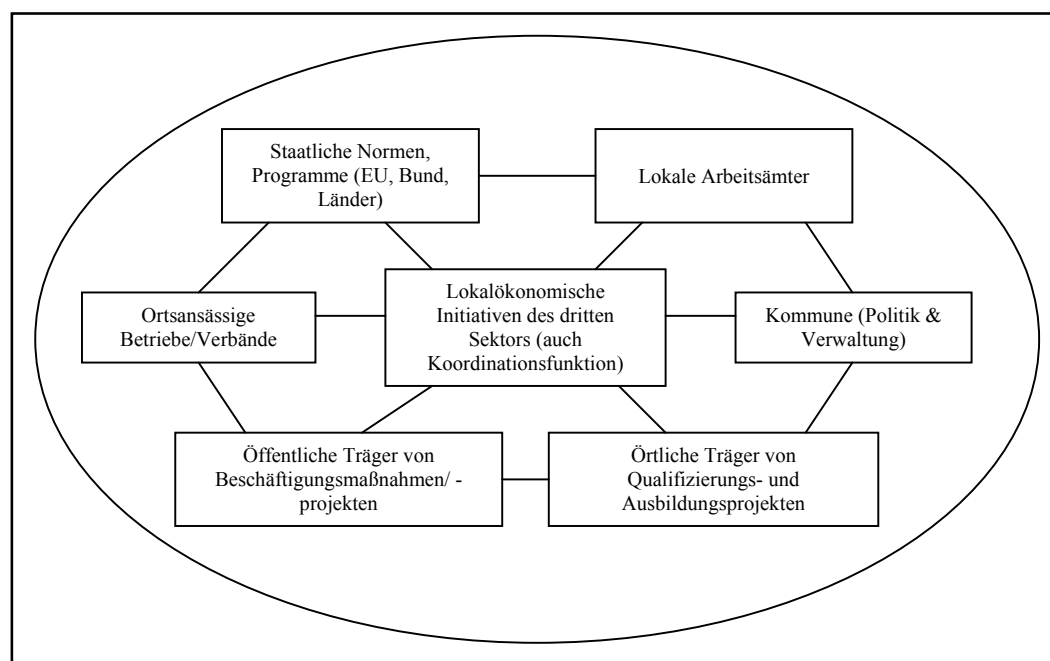 Staatliche Normen,
Programme (EU, Bund,
Länder)
Lokale Arbeitsämter
Ortsansässige
Betriebe/Verbände
Lokalökonomische
Initiativen des dritten
Sektors (auch
Koordinationsfunktion)
Kommune (Politik &
Verwaltung)
Öffentliche Träger von
Beschäftigungsmaßnahmen/ -
projekten
Örtliche Träger von
Qualifizierungs- und
Ausbildungsprojekten